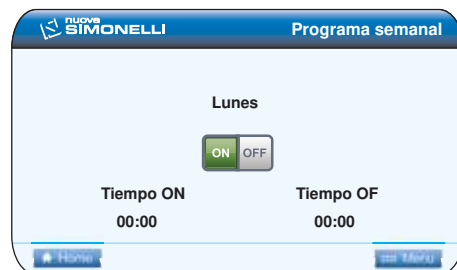 nuova
SIMONELLI
Programa semanal
Lunes
ON OFF
Tiempo ON Tiempo OF
00:00 00:00
Home Menu